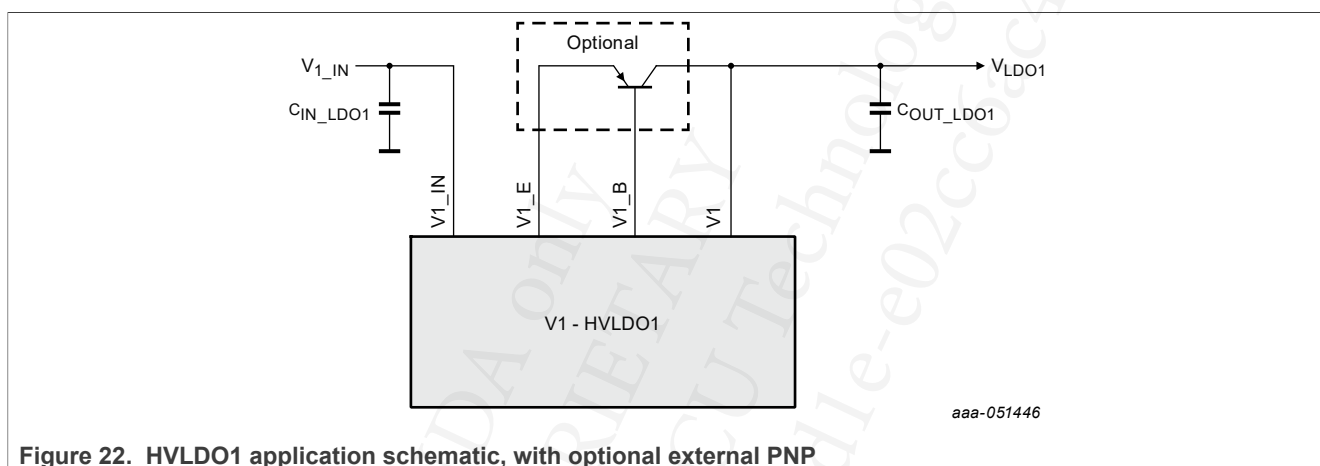 Optional
V1_IN
VLDO1
CIN_LDO1
COUT_LDO1
V1_IN
V1_E
V1_B
V1
V1 - HVLDO1
aaa-051446
Figure 22. HVLDO1 application schematic, with optional external PNP